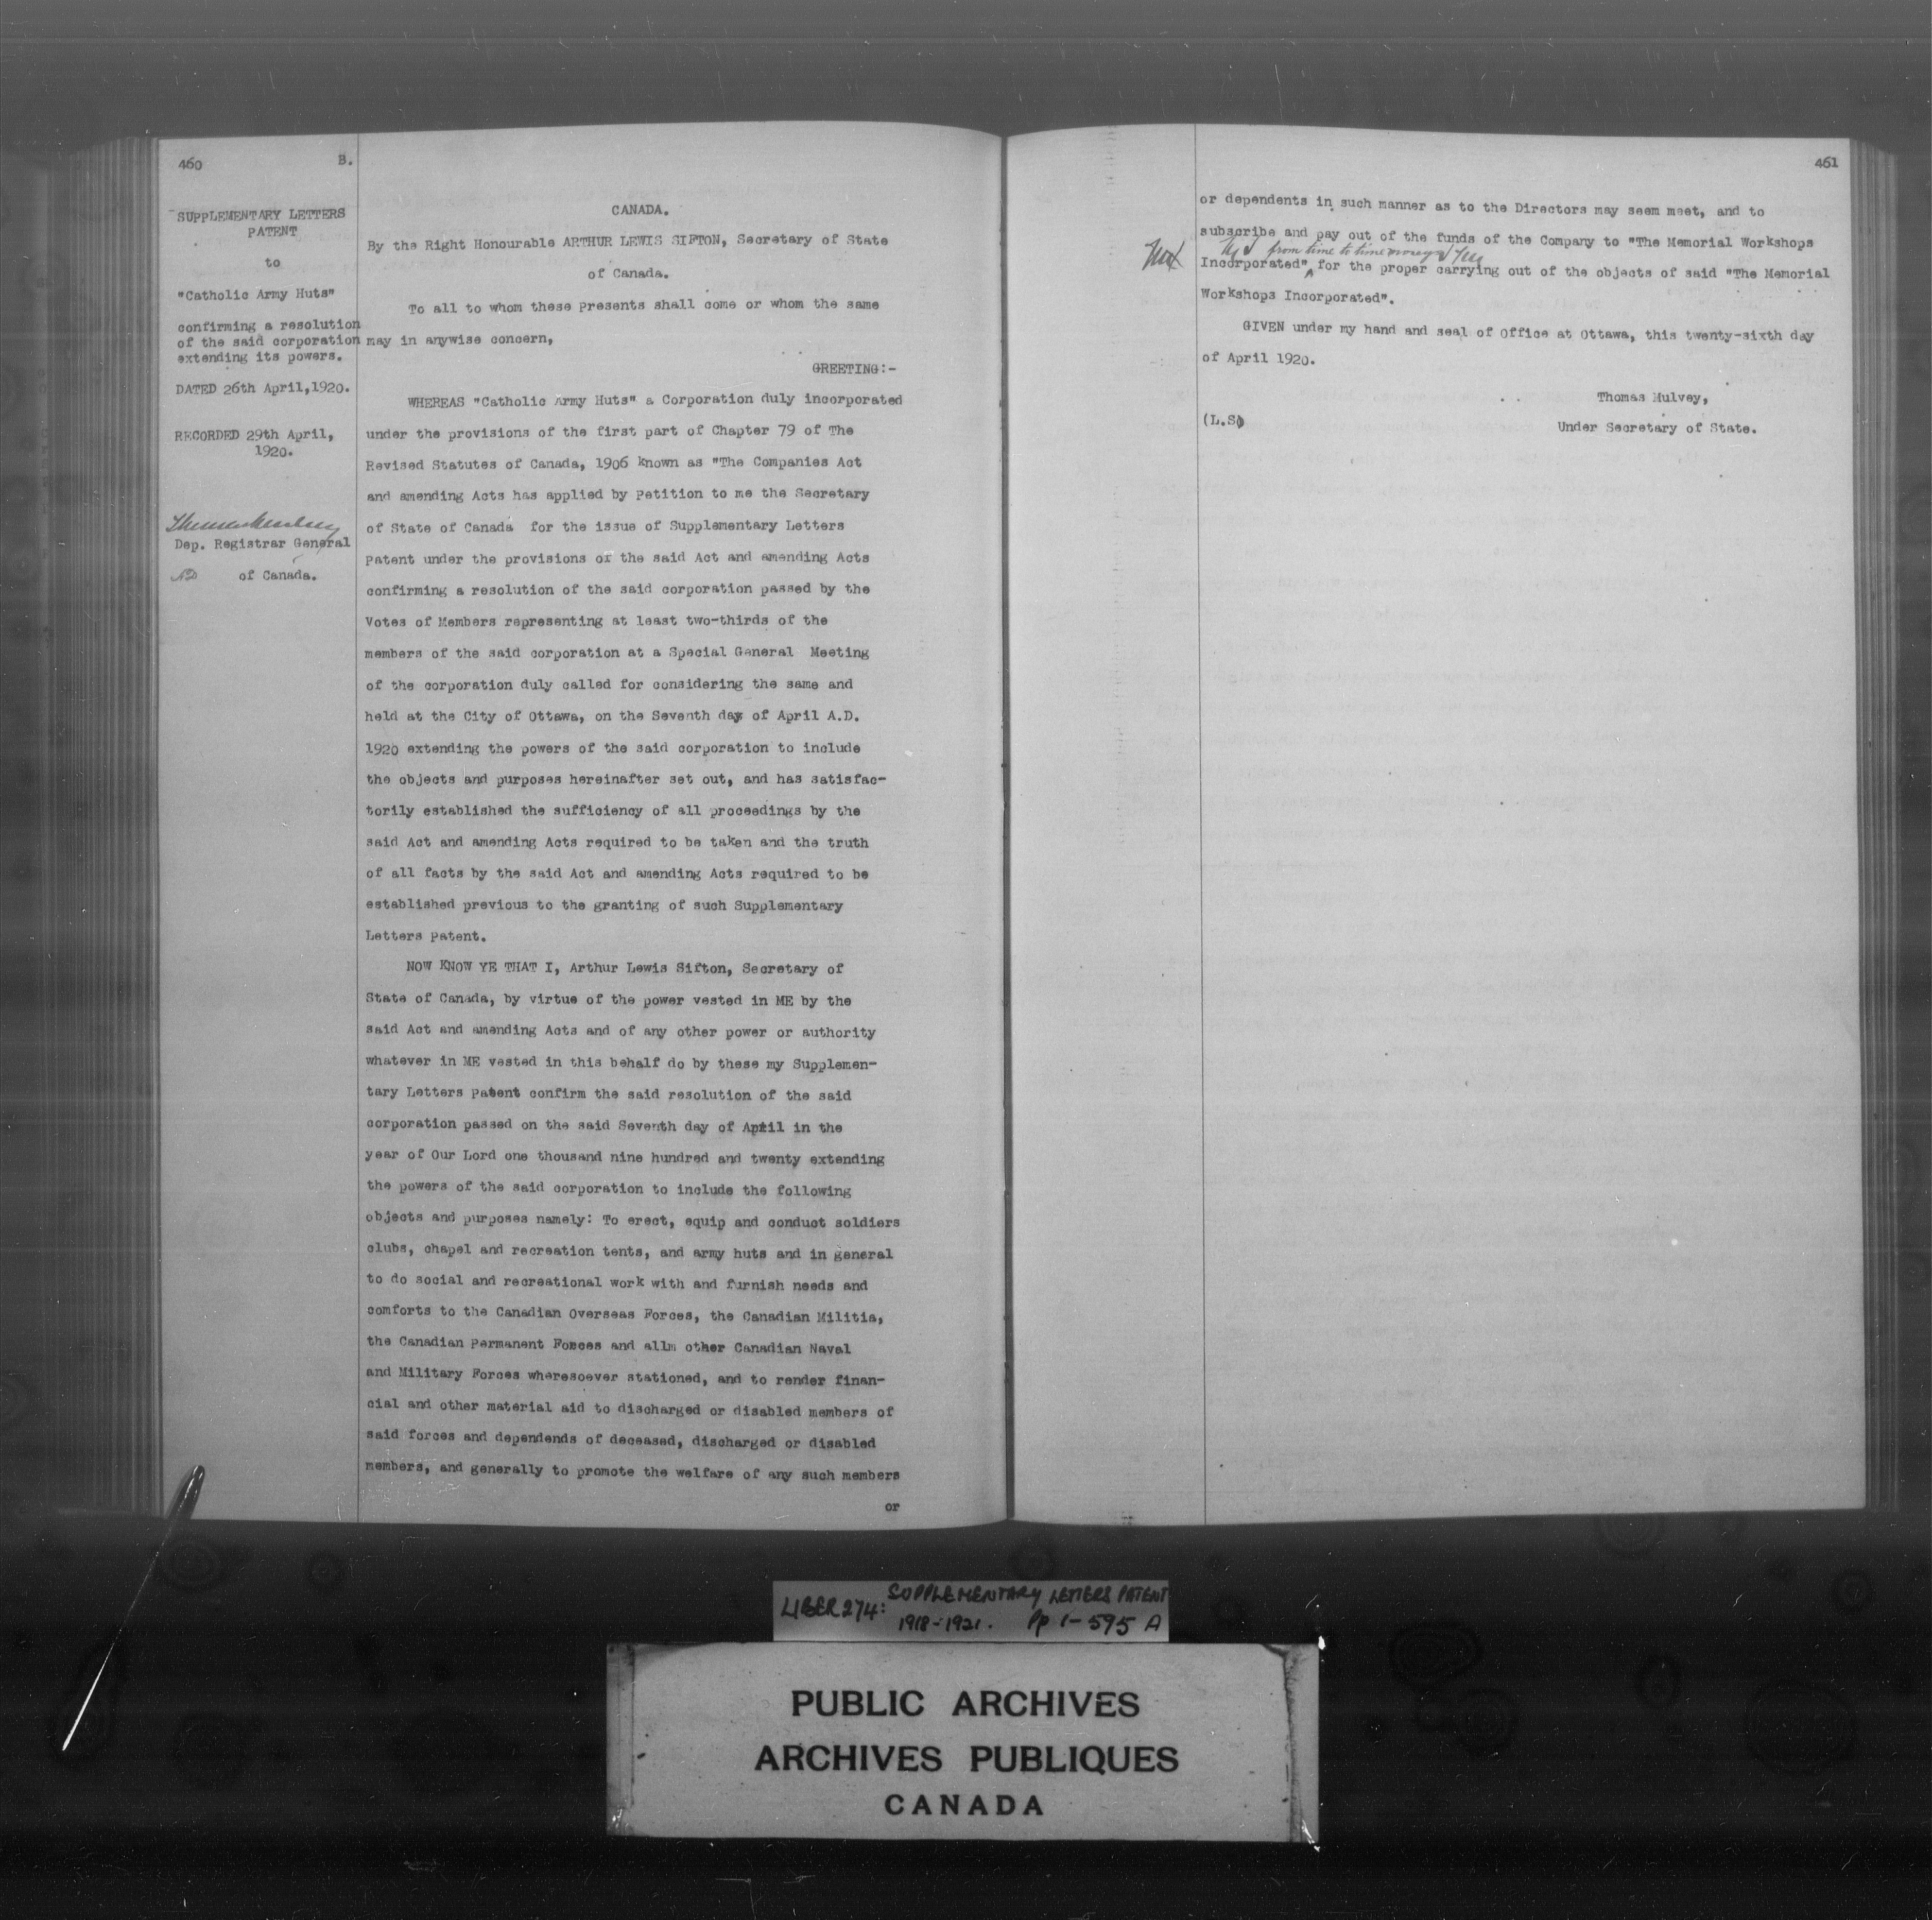 460
B.
SUPPLEMENTARY LETTERS
PATENT
to
"Catholic Army Huts"
confirming a resolution
of the said corporation
extending its powers.
DATED 26th April,1920.
RECORDED 29th April,
1920.
Dep. Registrar General
of Canada.
CANADA.
By the Right Honourable ARTHUR LEWIS SIFTON, Secretary of State
of Canada.
To all to whom these presents shall come or whom the same
may in anywise concern,
GREETING:-
WHEREAS "Catholic Army Huts" a Corporation duly incorporated
under the provisions of the first part of Chapter 79 of The
Revised Statutes of Canada, 1906 known as "The Companies Act
and amending Acts has applied by Petition to me the Secretary
of State of Canada for the issue of Supplementary Letters
Patent under the provisions of the said Act and amending Acts
confirming a resolution of the said corporation passed by the
Votes of Members representing at least two-thirds of the
members of the said corporation at a Special General Meeting
of the corporation duly called for considering the same and
held at the City of Ottawa, on the Seventh day of April A.D.
1920 extending the powers of the said corporation to include
the objects and purposes hereinafter set out, and has satisfac-
torily established the sufficiency of all proceedings by the
said Act and amending Acts required to be taken and the truth
of all facts by the said Act and amending Acts required to be
established previous to the granting of such Supplementary
Letters Patent.
NOW KNOW YE THAT I, Arthur Lewis Sifton, Secretary of
State of Canada, by virtue of the power vested in ME by the
said Act and amending Acts and of any other power or authority
whatever in ME vested in this behalf do by these my Supplemen-
tary Letters Patent confirm the said resolution of the said
corporation passed on the said Seventh day of April in the
year of Our Lord one thousand nine hundred and twenty extending
the powers of the said corporation to include the following
objects and purposes namely: To erect, equip and conduct soldiers
clubs, chapel and recreation tents, and army huts and in general
to do social and recreational work with and furnish needs and
comforts to the Canadian Overseas Forces, the Canadian Militia,
the Canadian Permanent Forces and allm other Canadian Naval
and Military Forces wheresoever stationed, and to render finan-
cial and other material aid to discharged or disabled members of
said forces and dependends of deceased, discharged or disabled
members, and generally to promote the welfare of any such members
or
461
or dependents in such manner as to the Directors may seem meet, and to
subscribe and pay out of the funds of the Company to "The Memorial Workshops
from time to time moneys
Incorporated" for the proper carrying out of the objects of said "The Memorial
Workshops Incorporated".
GIVEN under my hand and seal of Office at Ottawa, this twenty-sixth day
of April 1920.
Thomas Mulvey,
(L.S)
Under Secretary of State.
LIBER 274: SUPPLEMENTARY LETTERS PATENT
1918-1921. Pp 1-595 A
PUBLIC ARCHIVES
ARCHIVES PUBLIQUES
CANADA